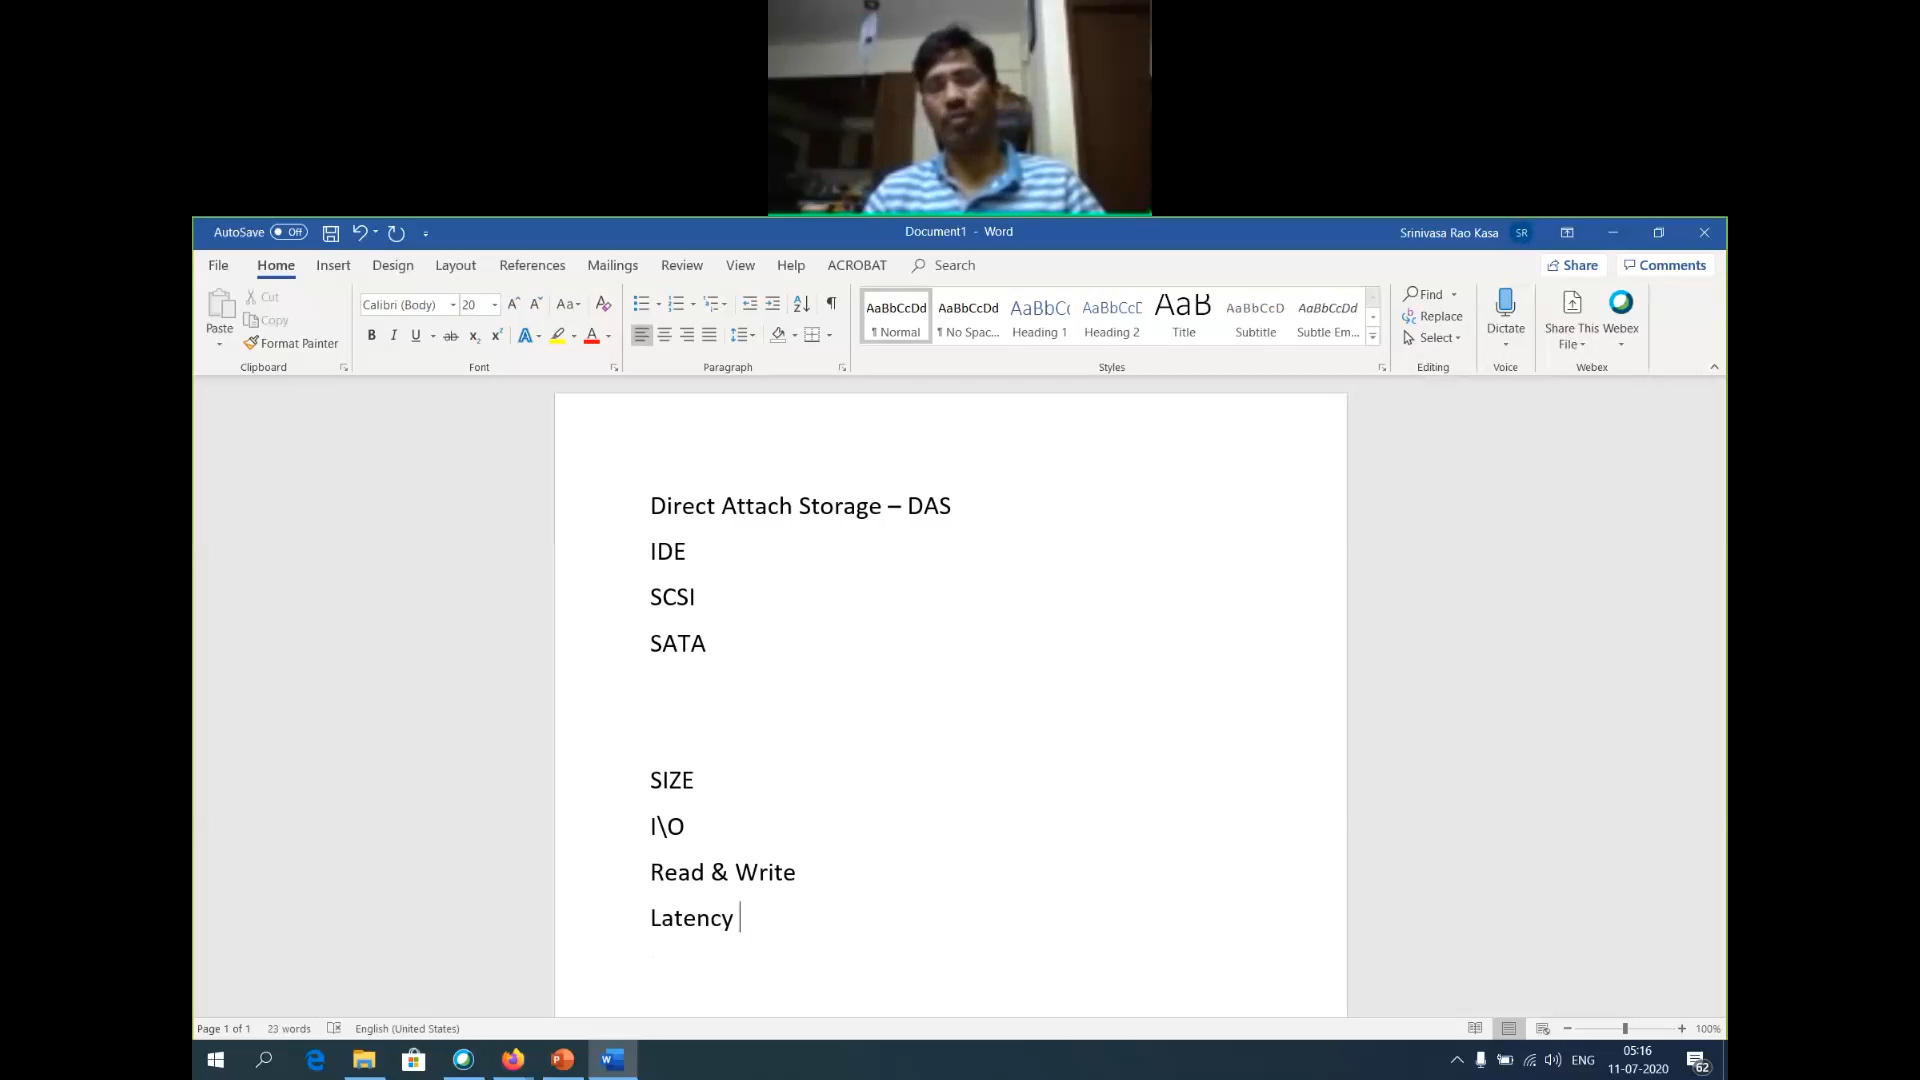 AutoSave Off
Document1 - Word
Srinivasa Rao Kasa SR
File Home Insert Design Layout References Mailings Review View Help ACROBAT Search
Share Comments
Paste
Cut
Copy
Format Painter
Clipboard
Calibri (Body) 20
Font
Paragraph
AaBbCcDd AaBbCcDd AaBbCc AaBbCcD AaB AaBbCcD AaBbCcDd
¶ Normal ¶ No Spac... Heading 1 Heading 2 Title Subtitle Subtle Em...
Styles
Find
Replace
Select
Editing
Dictate
Voice
Share This File
Webex
Webex
Direct Attach Storage – DAS
IDE
SCSI
SATA
SIZE
I\O
Read & Write
Latency
Page 1 of 1 23 words English (United States)
100%
ENG
05:16
11-07-2020
62